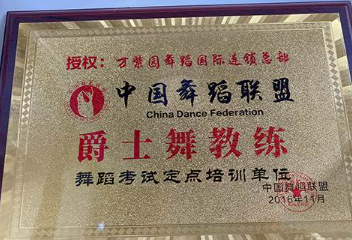 授权：万紫园舞蹈国际连锁总部
中国舞蹈联盟
China Dance Federation
爵士舞教练
舞蹈考试定点培训单位
中国舞蹈联盟
2016年11月